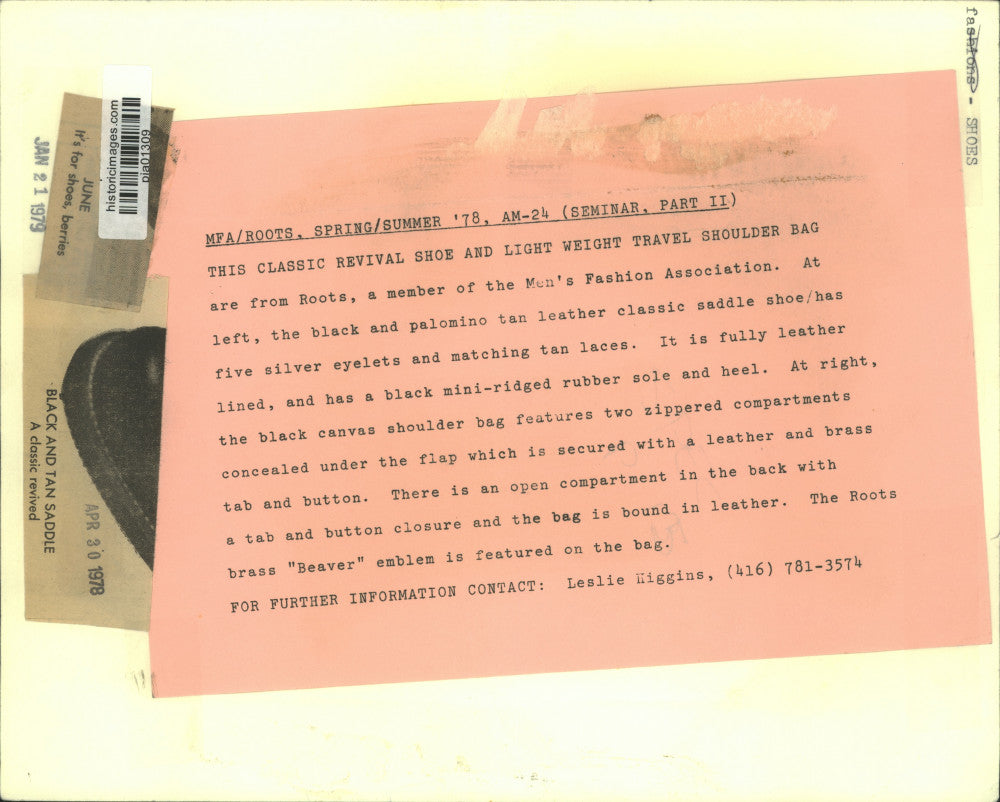 fashions - SHOES
historicimages.com
pja01309
JUNE
It's for shoes, berries
JAN 21 1979
MFA/ROOTS, SPRING/SUMMER '78, AM-24 (SEMINAR, PART II)
THIS CLASSIC REVIVAL SHOE AND LIGHT WEIGHT TRAVEL SHOULDER BAG
are from Roots, a member of the Men's Fashion Association. At
left, the black and palomino tan leather classic saddle shoe/has
five silver eyelets and matching tan laces. It is fully leather
lined, and has a black mini-ridged rubber sole and heel. At right,
the black canvas shoulder bag features two zippered compartments
concealed under the flap which is secured with a leather and brass
tab and button. There is an open compartment in the back with
a tab and button closure and the bag is bound in leather. The Roots
brass "Beaver" emblem is featured on the bag.
FOR FURTHER INFORMATION CONTACT: Leslie Higgins, (416) 781-3574
BLACK AND TAN SADDLE
A classic revived
APR 30 1978